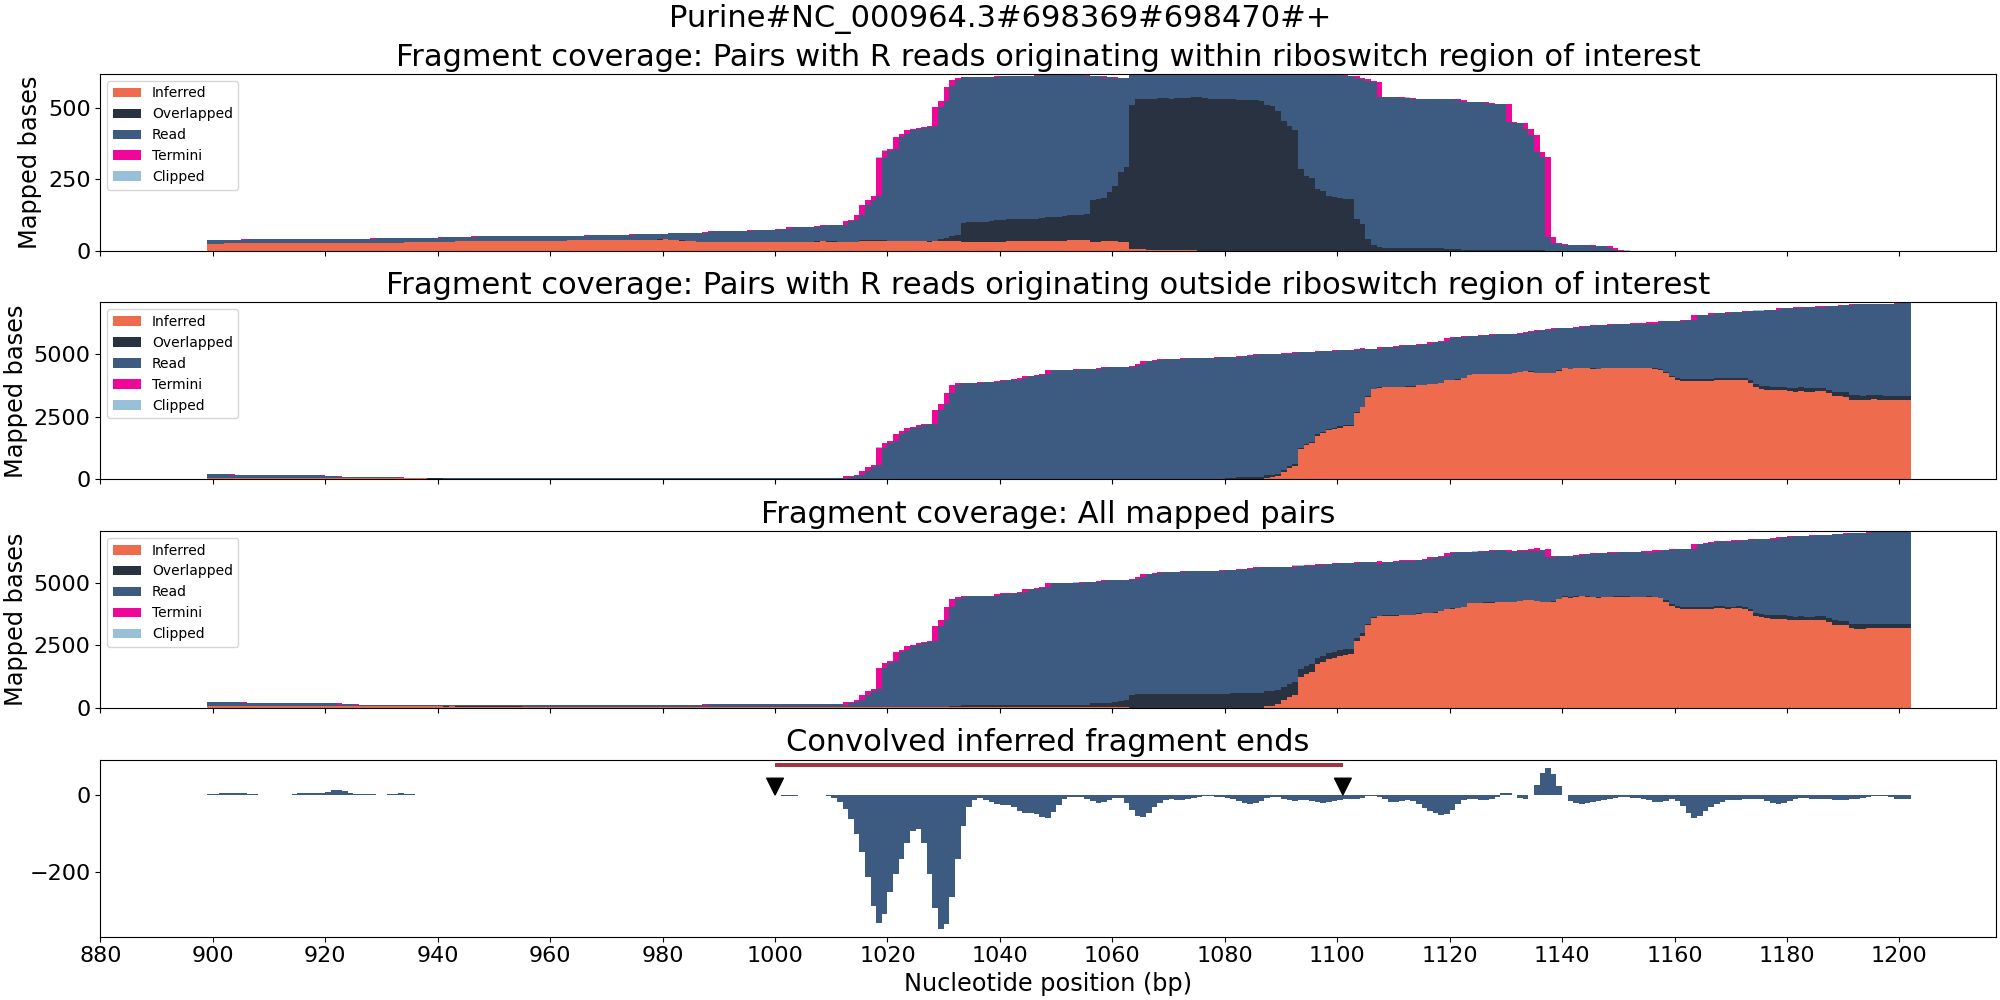 Purine#NC_000964.3#698369#698470#+
Fragment coverage: Pairs with R reads originating within riboswitch region of interest
Mapped bases
500
250
0
Inferred
Overlapped
Read
Termini
Clipped
Fragment coverage: Pairs with R reads originating outside riboswitch region of interest
Mapped bases
5000
2500
0
Inferred
Overlapped
Read
Termini
Clipped
Fragment coverage: All mapped pairs
Mapped bases
5000
2500
0
Inferred
Overlapped
Read
Termini
Clipped
Convolved inferred fragment ends
0
−200
880 900 920 940 960 980 1000 1020 1040 1060 1080 1100 1120 1140 1160 1180 1200
Nucleotide position (bp)